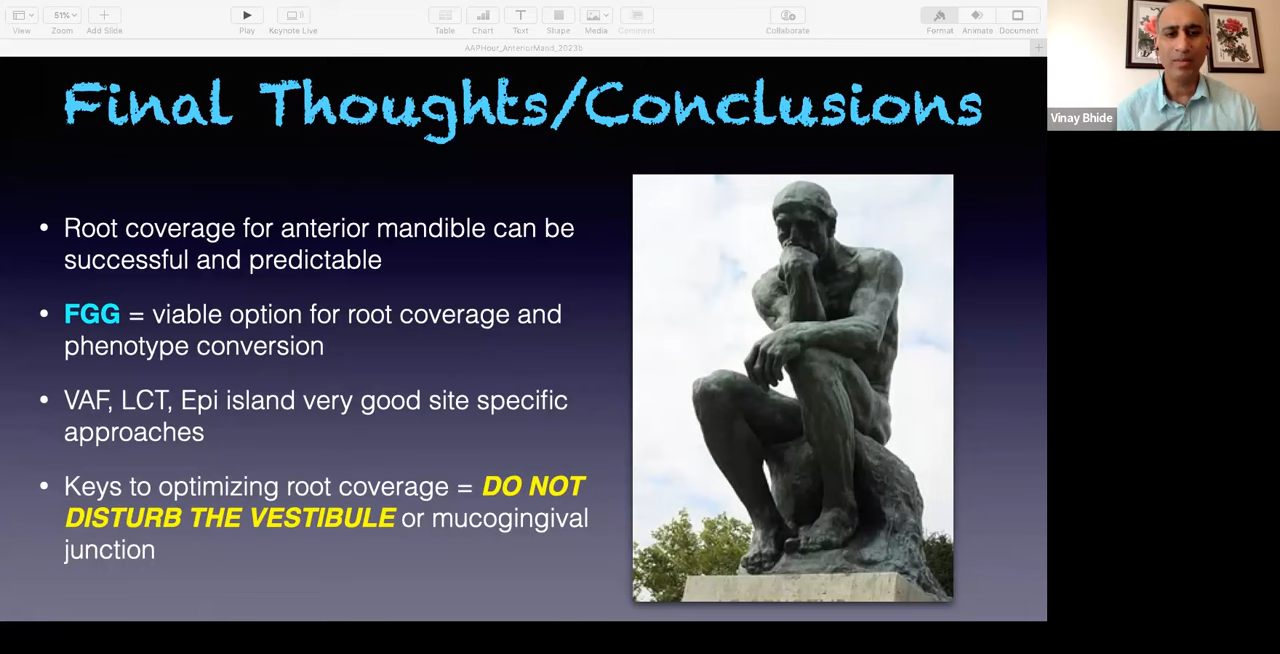 View
51%
Zoom
Add Slide
Play
Keynote Live
Table
Chart
Text
Shape
Media
Comment
Collaborate
Format
Animate
Document
AAPHour_AnteriorMand_2023b
Final Thoughts/Conclusions
• Root coverage for anterior mandible can be
successful and predictable
• FGG = viable option for root coverage and
phenotype conversion
• VAF, LCT, Epi island very good site specific
approaches
• Keys to optimizing root coverage = DO NOT
DISTURB THE VESTIBULE or mucogingival
junction
Vinay Bhide